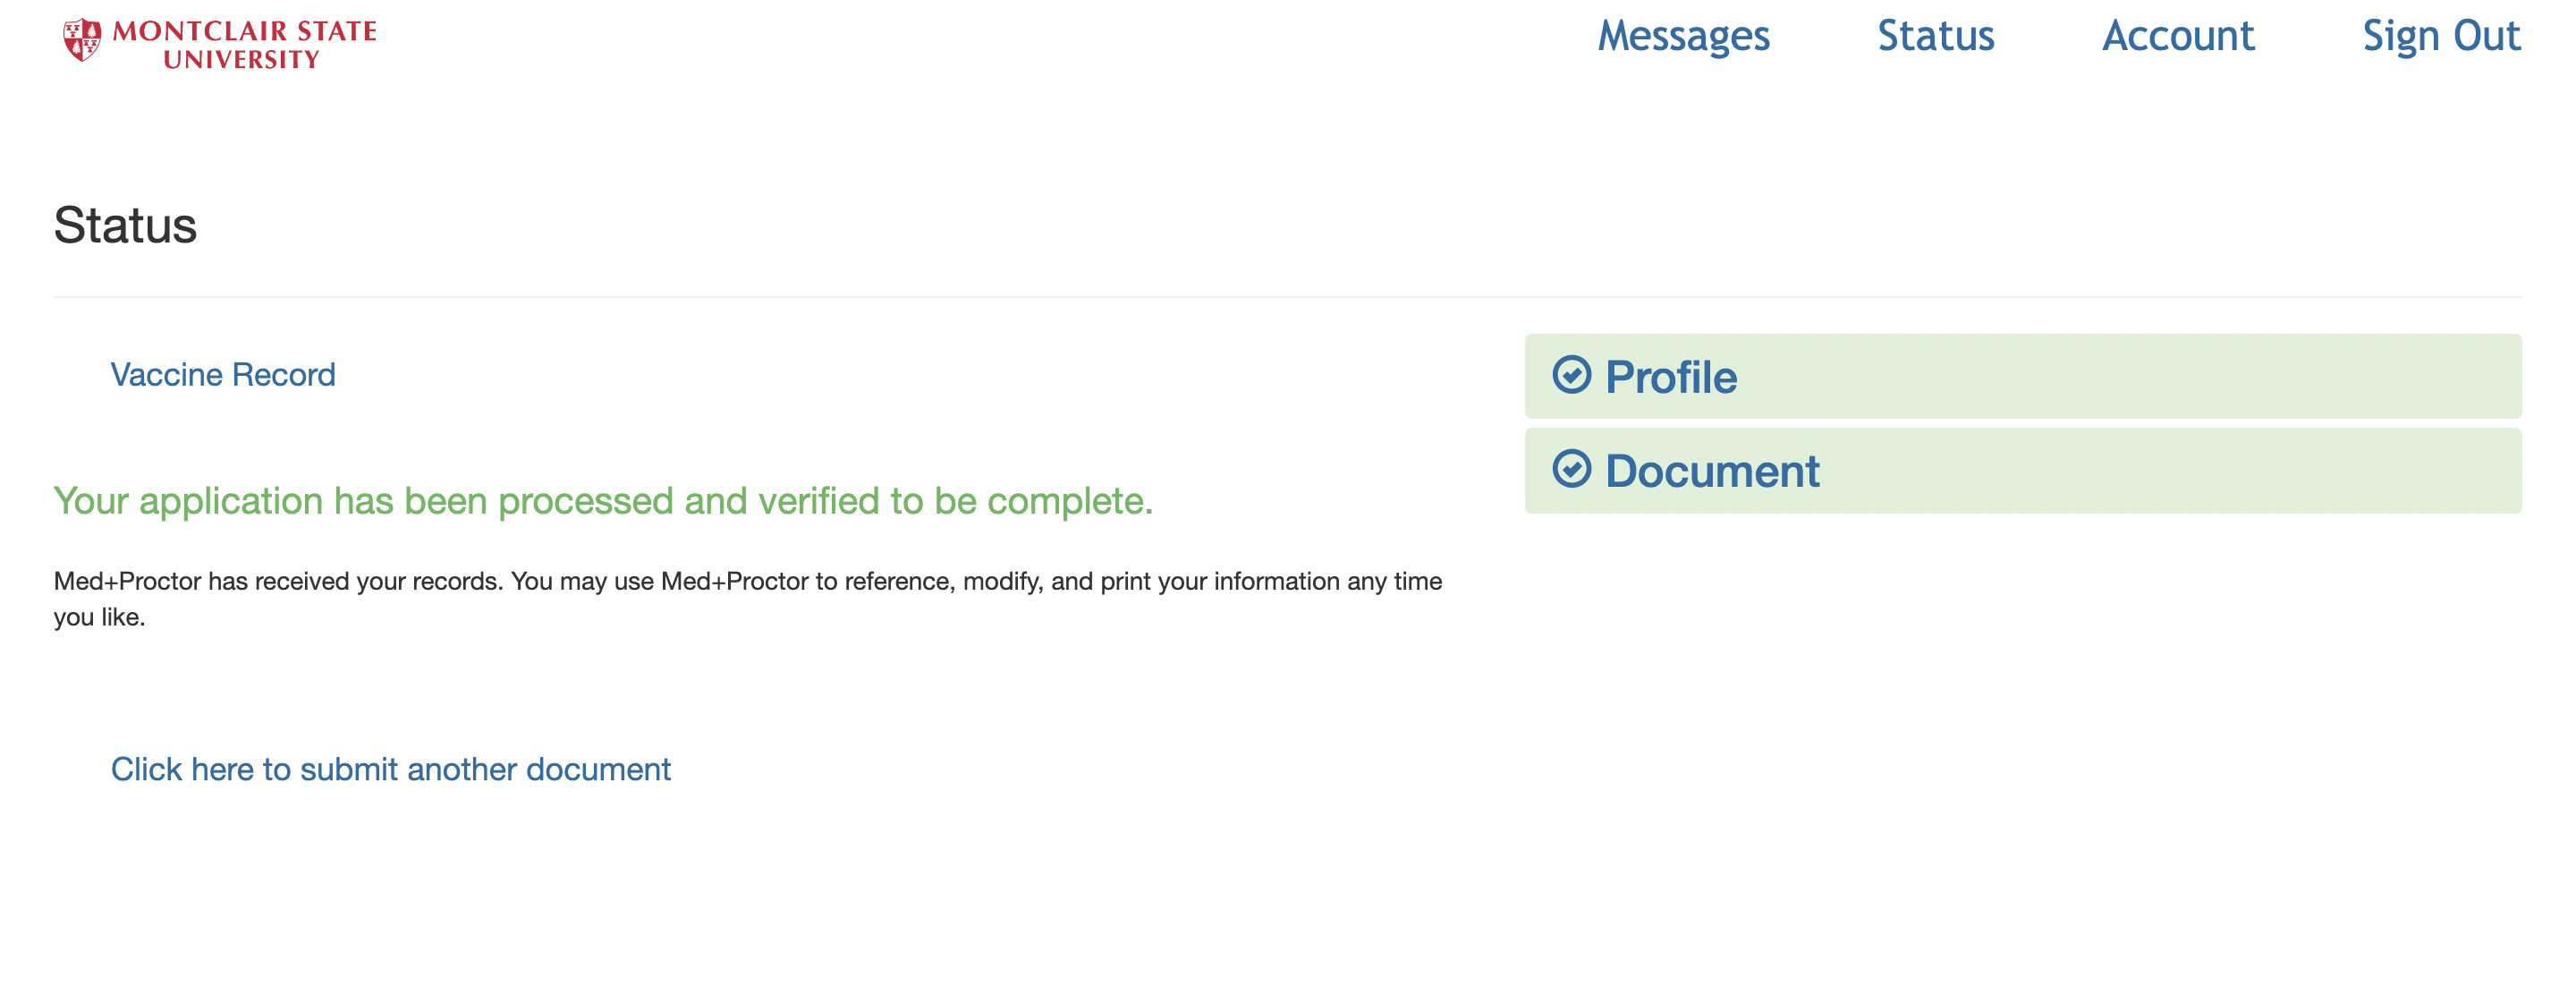 MONTCLAIR STATE
UNIVERSITY
Messages Status Account Sign Out
Status
Vaccine Record
Your application has been processed and verified to be complete.
Med+Proctor has received your records. You may use Med+Proctor to reference, modify, and print your information any time
you like.
Click here to submit another document
Profile
Document